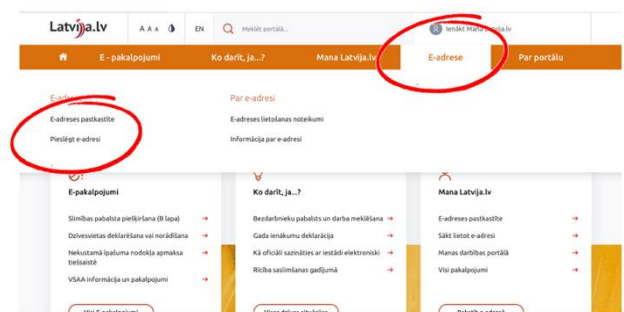 Latvija.lv
A A A
EN
Meklēt portālā...
Ienākt Mana Latvija.lv
E - pakalpojumi
Ko darīt, ja...?
Mana Latvija.lv
E-adrese
Par portālu
E-adrese
Par e-adresi
E-adreses pastkastīte
E-adreses lietošanas noteikumi
Pieslēgt e-adresi
Informācija par e-adresi
E-pakalpojumi
Ko darīt, ja...?
Mana Latvija.lv
Slimības pabalsta piešķiršana (B lapa)
Bezdarbnieku pabalsts un darba meklēšana
E-adreses pastkastīte
Dzīvesvietas deklarēšana vai norādīšana
Gada ienākumu deklarācija
Sākt lietot e-adresi
Nekustamā īpašuma nodokļa apmaksa
tiešsaistē
Kā oficiāli sazināties ar iestādi elektroniski
Manas darbības portālā
VSAA informācija un pakalpojumi
Rīcība saslimšanas gadījumā
Visi pakalpojumi
Visi E-pakalpojumi